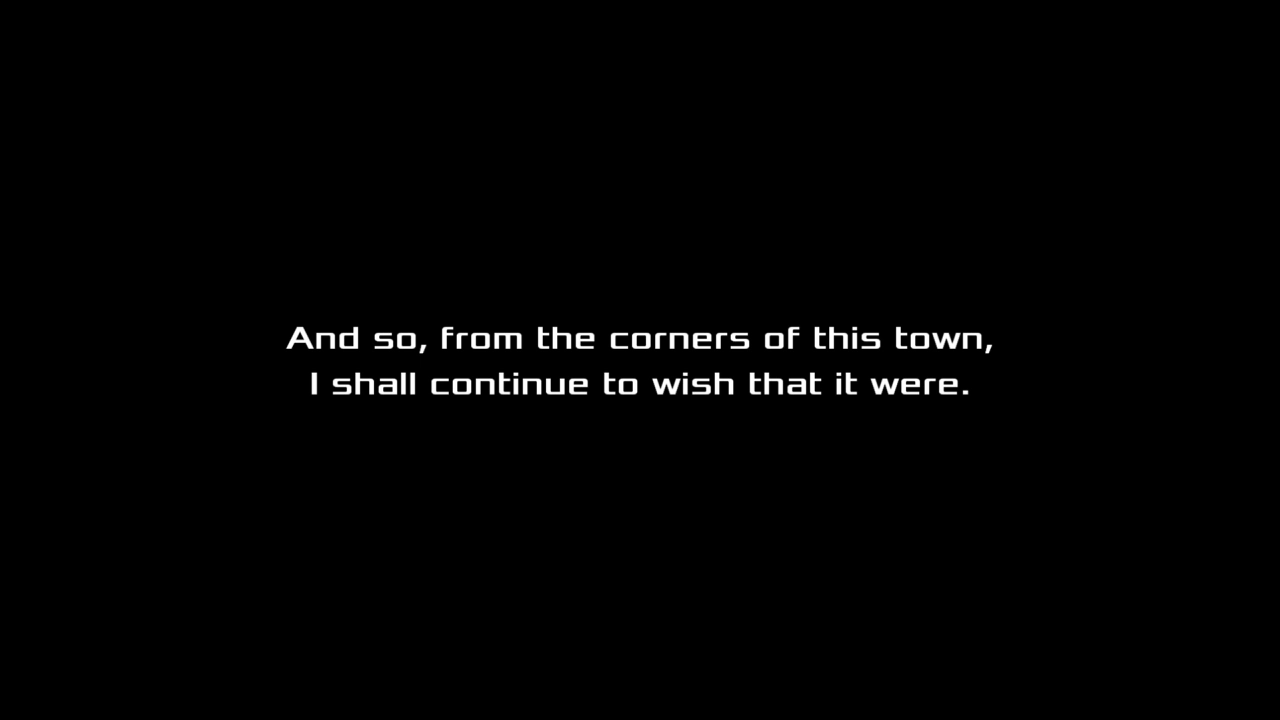 And so, from the corners of this town,
I shall continue to wish that it were.